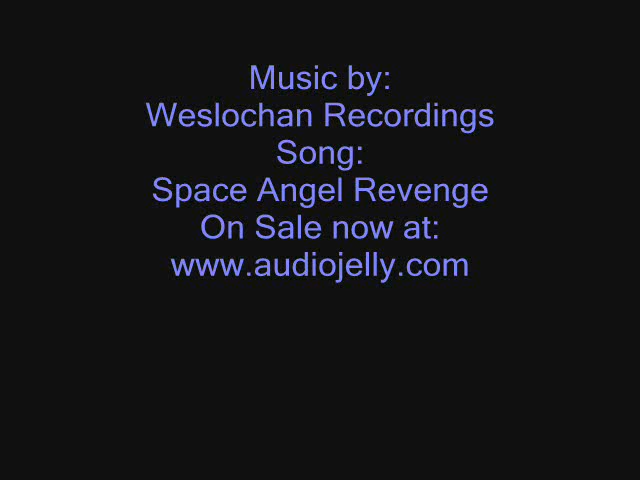 Music by:
Weslochan Recordings
Song:
Space Angel Revenge
On Sale now at:
www.audiojelly.com